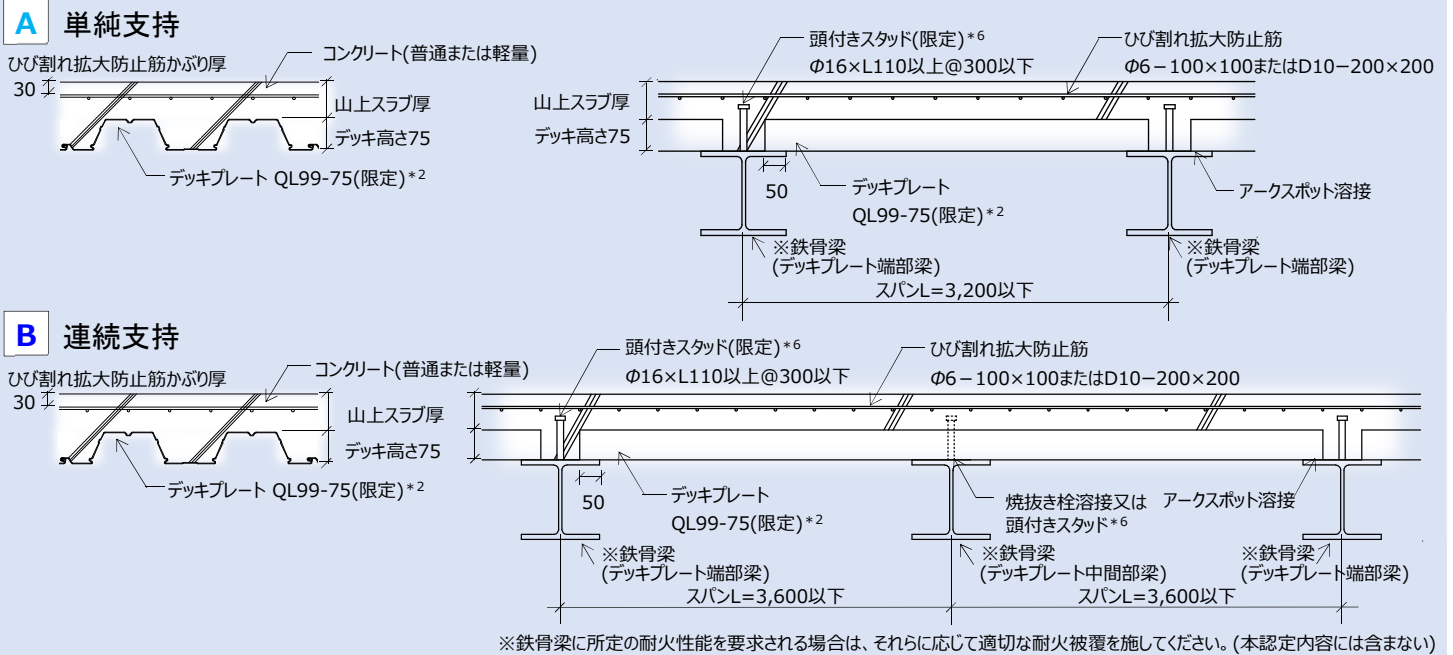 A 単純支持
コンクリート(普通または軽量)
ひび割れ拡大防止筋かぶり厚
30
山上スラブ厚
デッキ高さ75
デッキプレート QL99-75(限定)*2
頭付きスタッド(限定)*6
Φ16×L110以上@300以下
ひび割れ拡大防止筋
Φ6－100×100またはD10－200×200
山上スラブ厚
デッキ高さ75
50
デッキプレート
QL99-75(限定)*2
アークスポット溶接
※鉄骨梁
(デッキプレート端部梁)
※鉄骨梁
(デッキプレート端部梁)
スパンL=3,200以下
B 連続支持
コンクリート(普通または軽量)
ひび割れ拡大防止筋かぶり厚
30
山上スラブ厚
デッキ高さ75
デッキプレート QL99-75(限定)*2
頭付きスタッド(限定)*6
Φ16×L110以上@300以下
ひび割れ拡大防止筋
Φ6－100×100またはD10－200×200
50
デッキプレート
QL99-75(限定)*2
焼抜き栓溶接又は
頭付きスタッド*6
アークスポット溶接
※鉄骨梁
(デッキプレート端部梁)
※鉄骨梁
(デッキプレート中間部梁)
※鉄骨梁
(デッキプレート端部梁)
スパンL=3,600以下
スパンL=3,600以下
※鉄骨梁に所定の耐火性能を要求される場合は、それらに応じて適切な耐火被覆を施してください。(本認定内容には含まない)